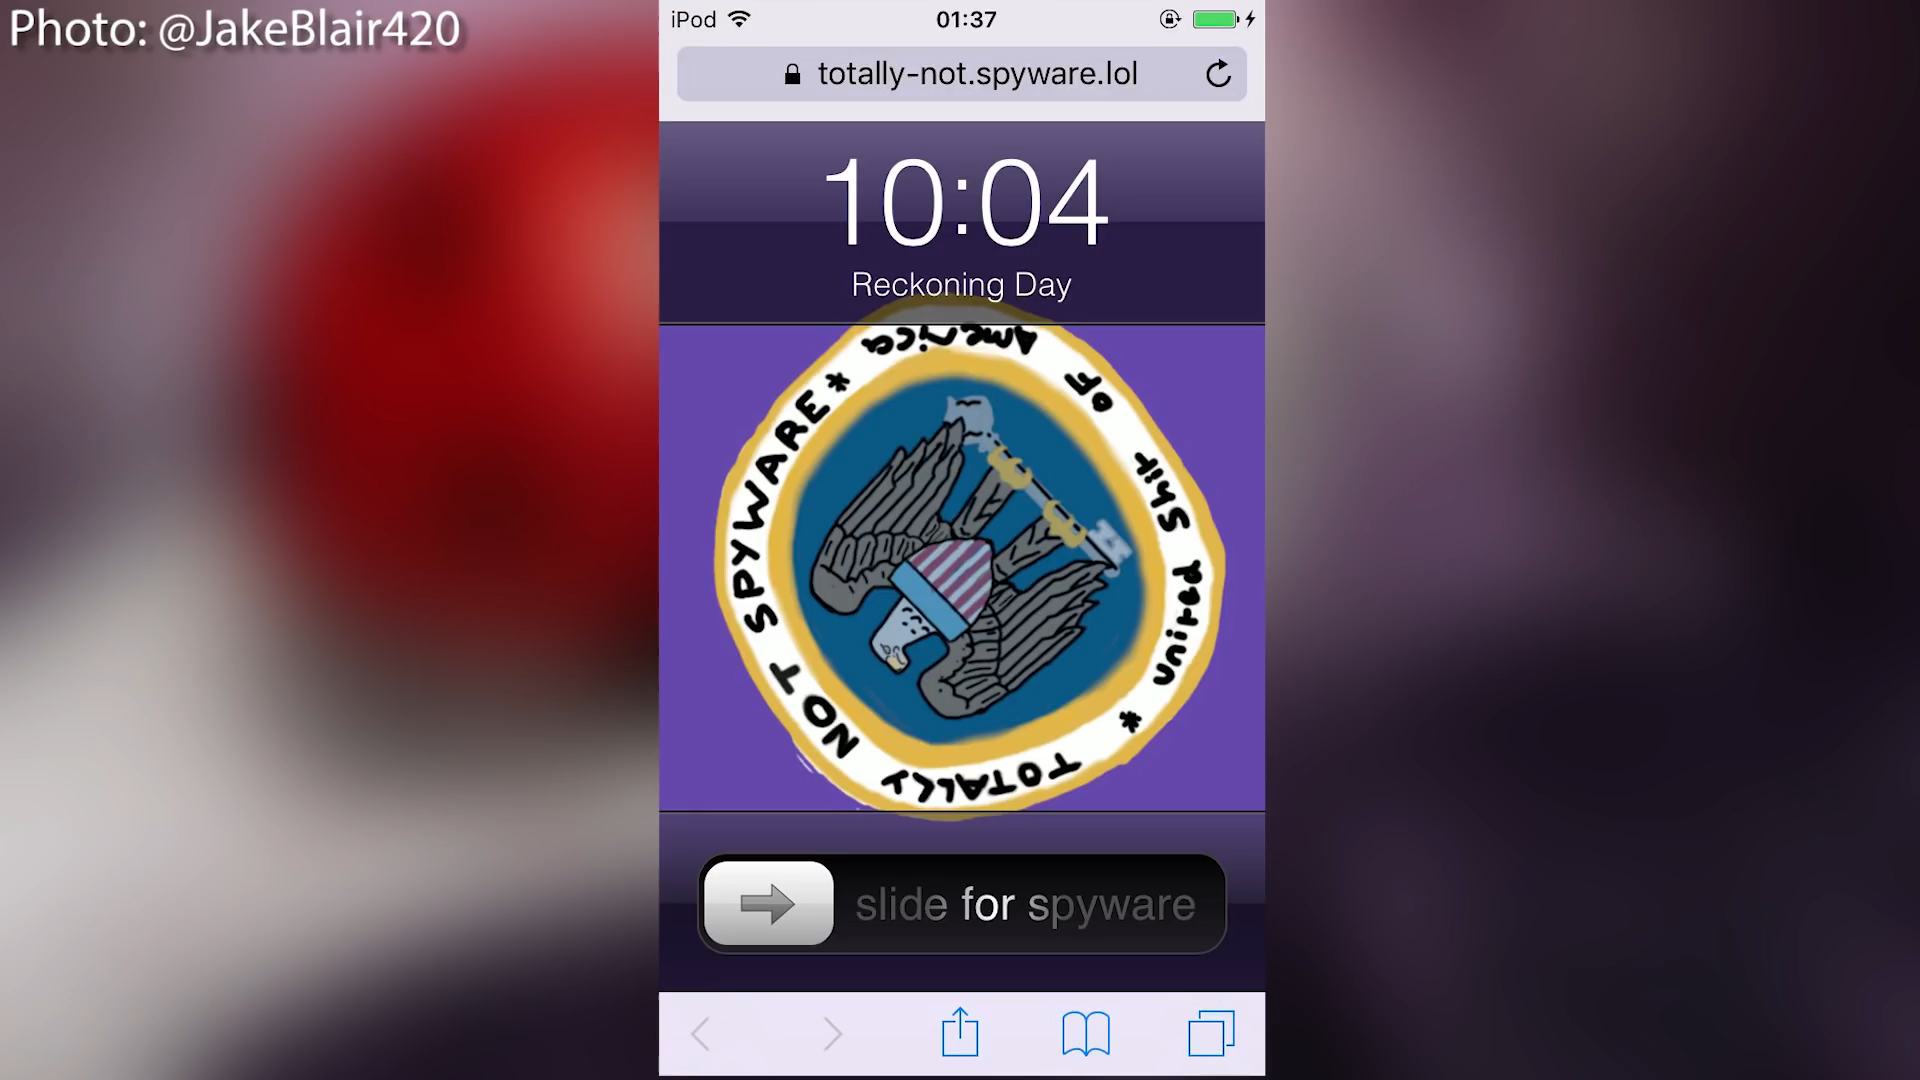 Photo: @JakeBlair420
iPod
01:37
totally-not.spyware.lol
10:04
Reckoning Day
TOTALLY NOT SPYWARE * United Shit of America *
slide for spyware